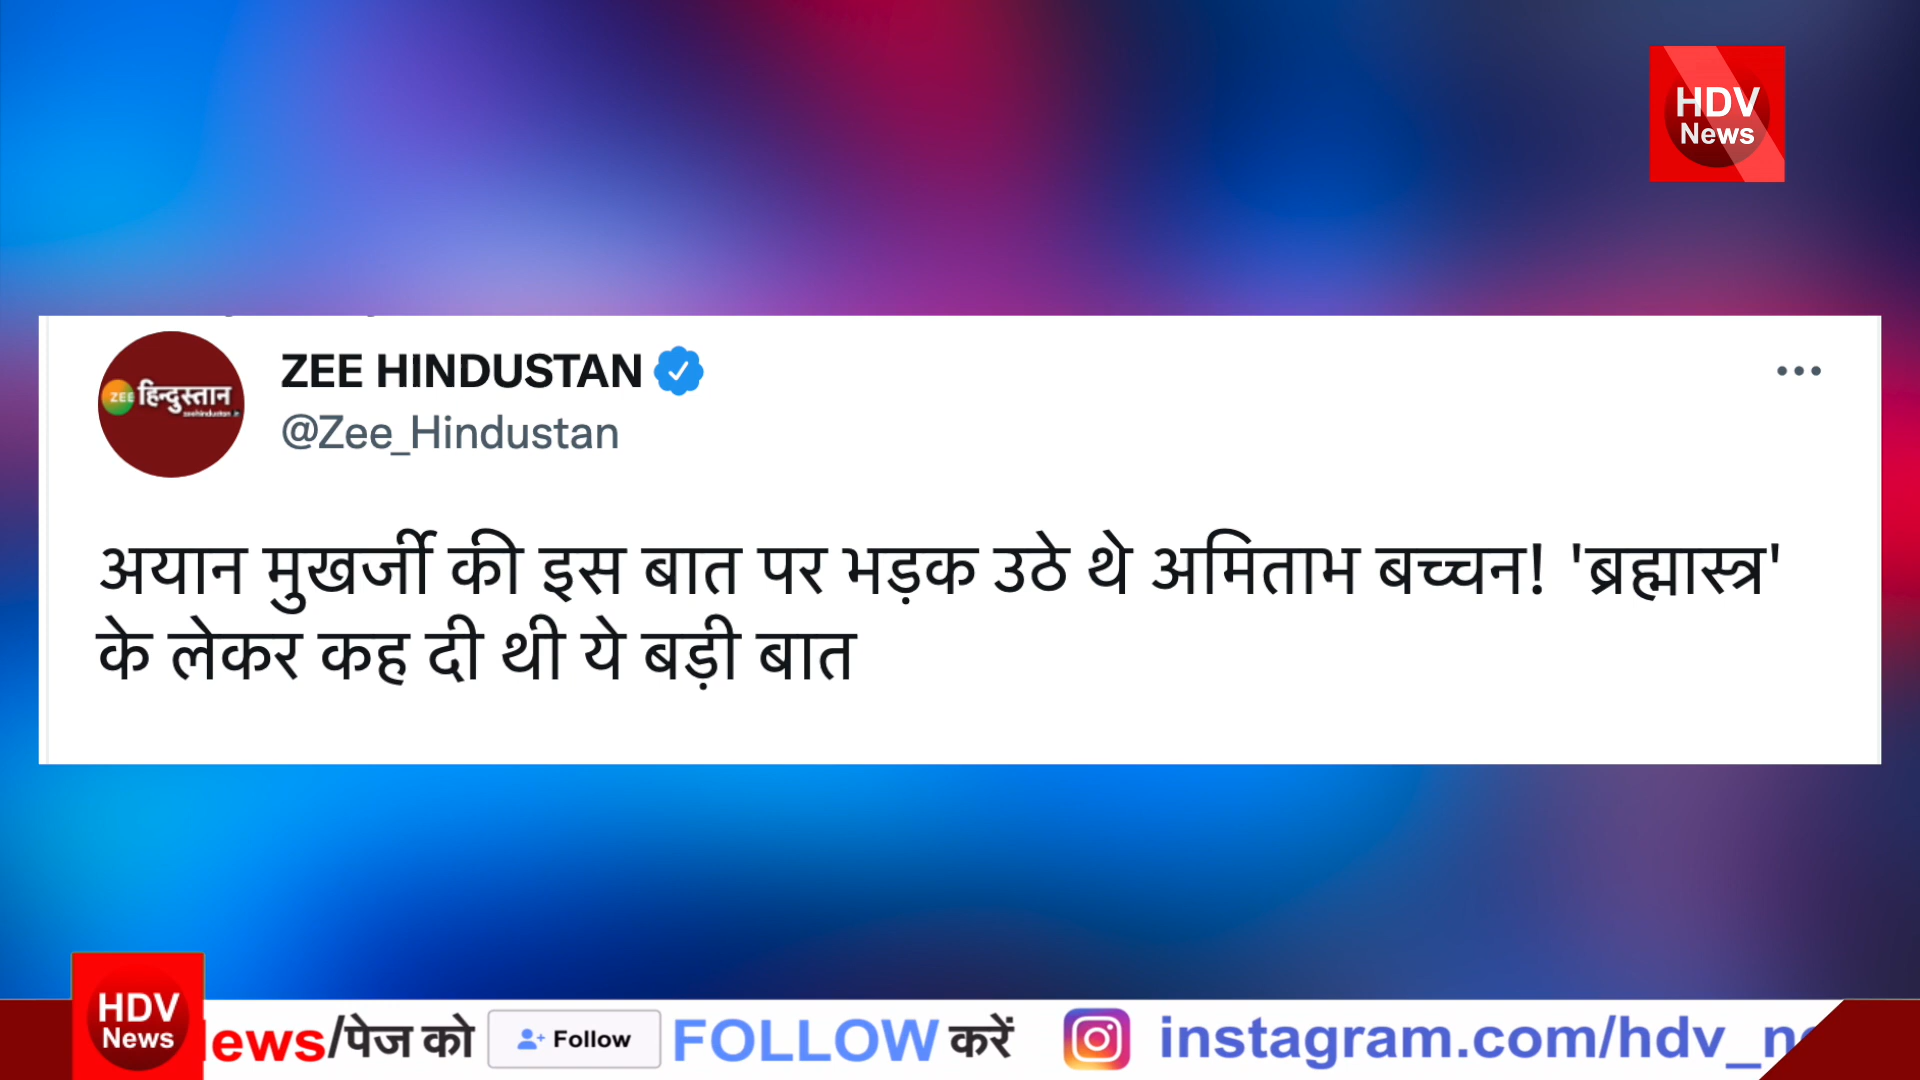 HDV
News
ZEE HINDUSTAN
@Zee_Hindustan
ZEE हिन्दुस्तान
अयान मुखर्जी की इस बात पर भड़क उठे थे अमिताभ बच्चन! 'ब्रह्मास्त्र'
के लेकर कह दी थी ये बड़ी बात
HDV
News
ews/पेज को Follow FOLLOW करें instagram.com/hdv_n